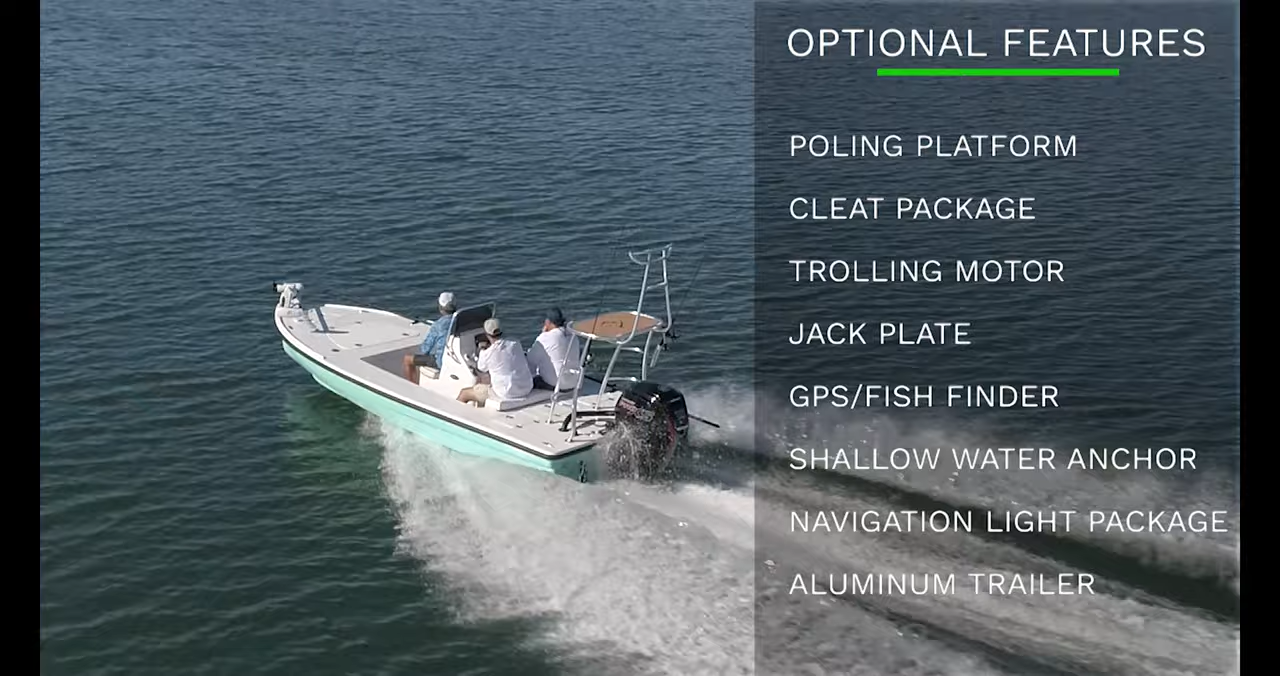 OPTIONAL FEATURES
POLING PLATFORM
CLEAT PACKAGE
TROLLING MOTOR
JACK PLATE
GPS/FISH FINDER
SHALLOW WATER ANCHOR
NAVIGATION LIGHT PACKAGE
ALUMINUM TRAILER